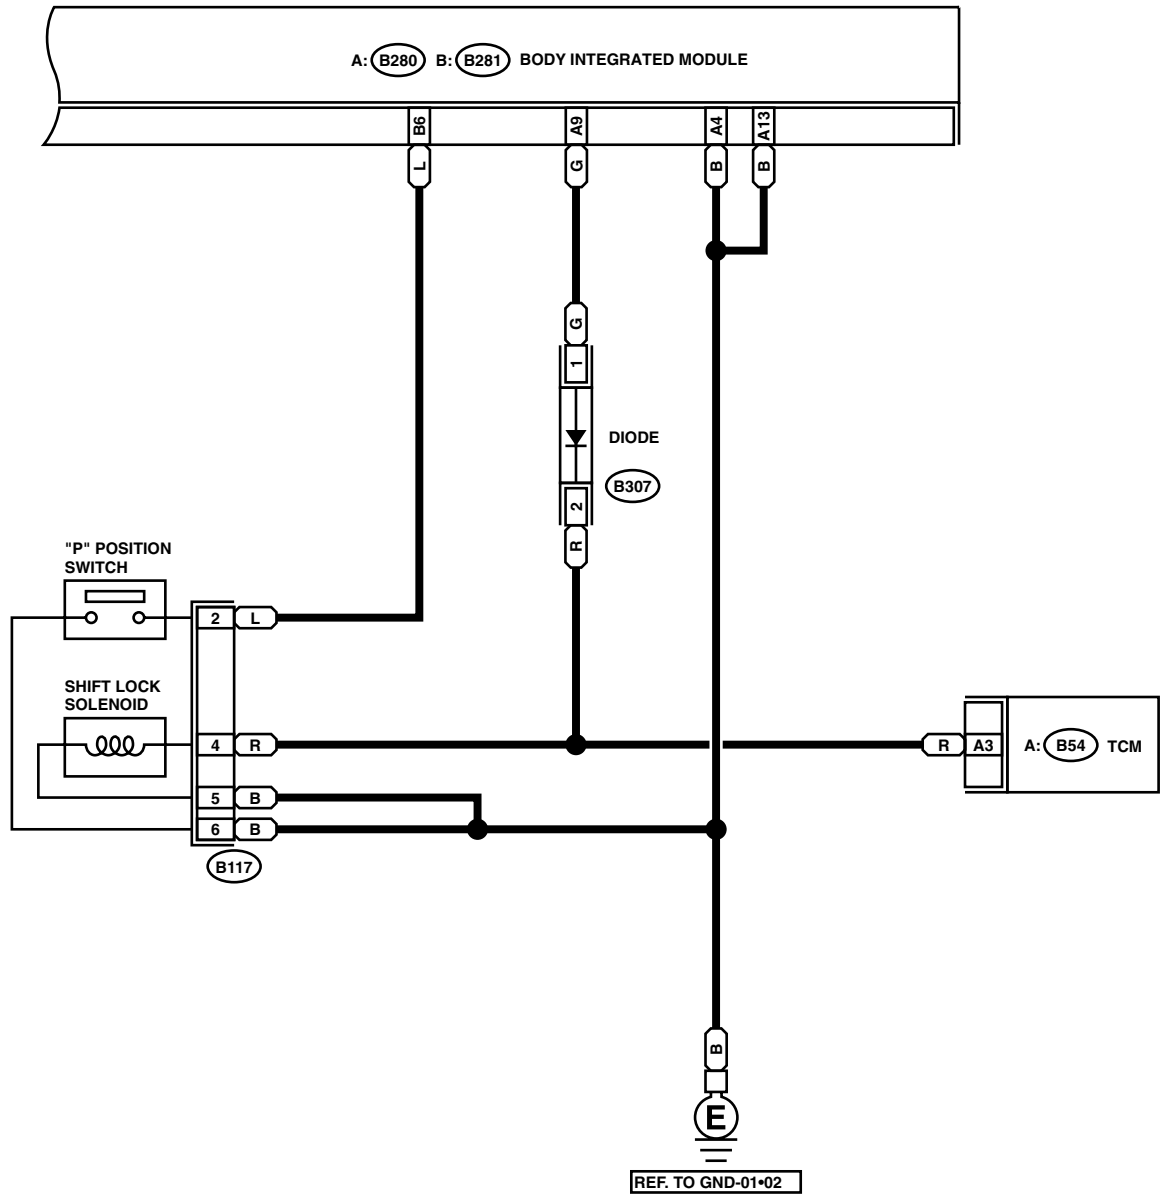 A: B280 B: B281 BODY INTEGRATED MODULE
B6 A9 A4 A13
L G B B
G
1
DIODE
B307
2
R
"P" POSITION
SWITCH
2 L
SHIFT LOCK
SOLENOID
4 R
R A3 A: B54 TCM
5 B
6 B
B117
B
E
REF. TO GND-01•02